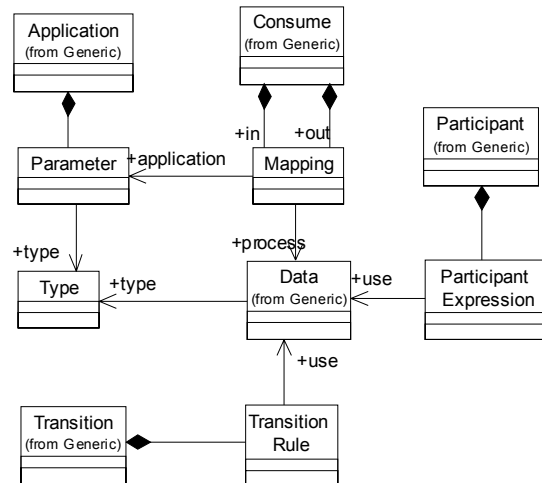 Application
(from Generic)
Consume
(from Generic)
Participant
(from Generic)
+in
+out
Parameter
+application
Mapping
+type
+process
Type
+type
Data
(from Generic)
+use
Participant
Expression
+use
Transition
(from Generic)
Transition
Rule